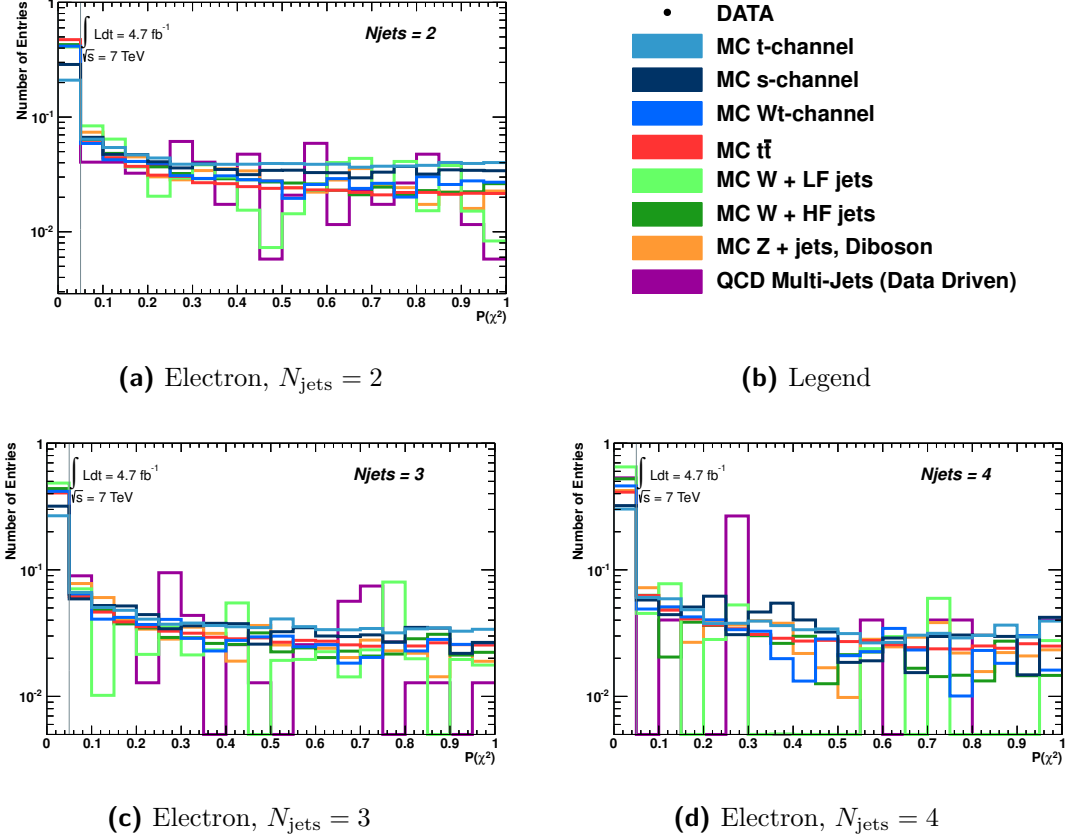 Number of Entries
1
10⁻¹
10⁻²
∫ Ldt = 4.7 fb⁻¹
√s = 7 TeV
Njets = 2
0 0.1 0.2 0.3 0.4 0.5 0.6 0.7 0.8 0.9 1
P(χ²)
(a) Electron, N_jets = 2
DATA
MC t-channel
MC s-channel
MC Wt-channel
MC tt̄
MC W + LF jets
MC W + HF jets
MC Z + jets, Diboson
QCD Multi-Jets (Data Driven)
(b) Legend
Number of Entries
1
10⁻¹
10⁻²
∫ Ldt = 4.7 fb⁻¹
√s = 7 TeV
Njets = 3
0 0.1 0.2 0.3 0.4 0.5 0.6 0.7 0.8 0.9 1
P(χ²)
(c) Electron, N_jets = 3
Number of Entries
1
10⁻¹
10⁻²
∫ Ldt = 4.7 fb⁻¹
√s = 7 TeV
Njets = 4
0 0.1 0.2 0.3 0.4 0.5 0.6 0.7 0.8 0.9 1
P(χ²)
(d) Electron, N_jets = 4